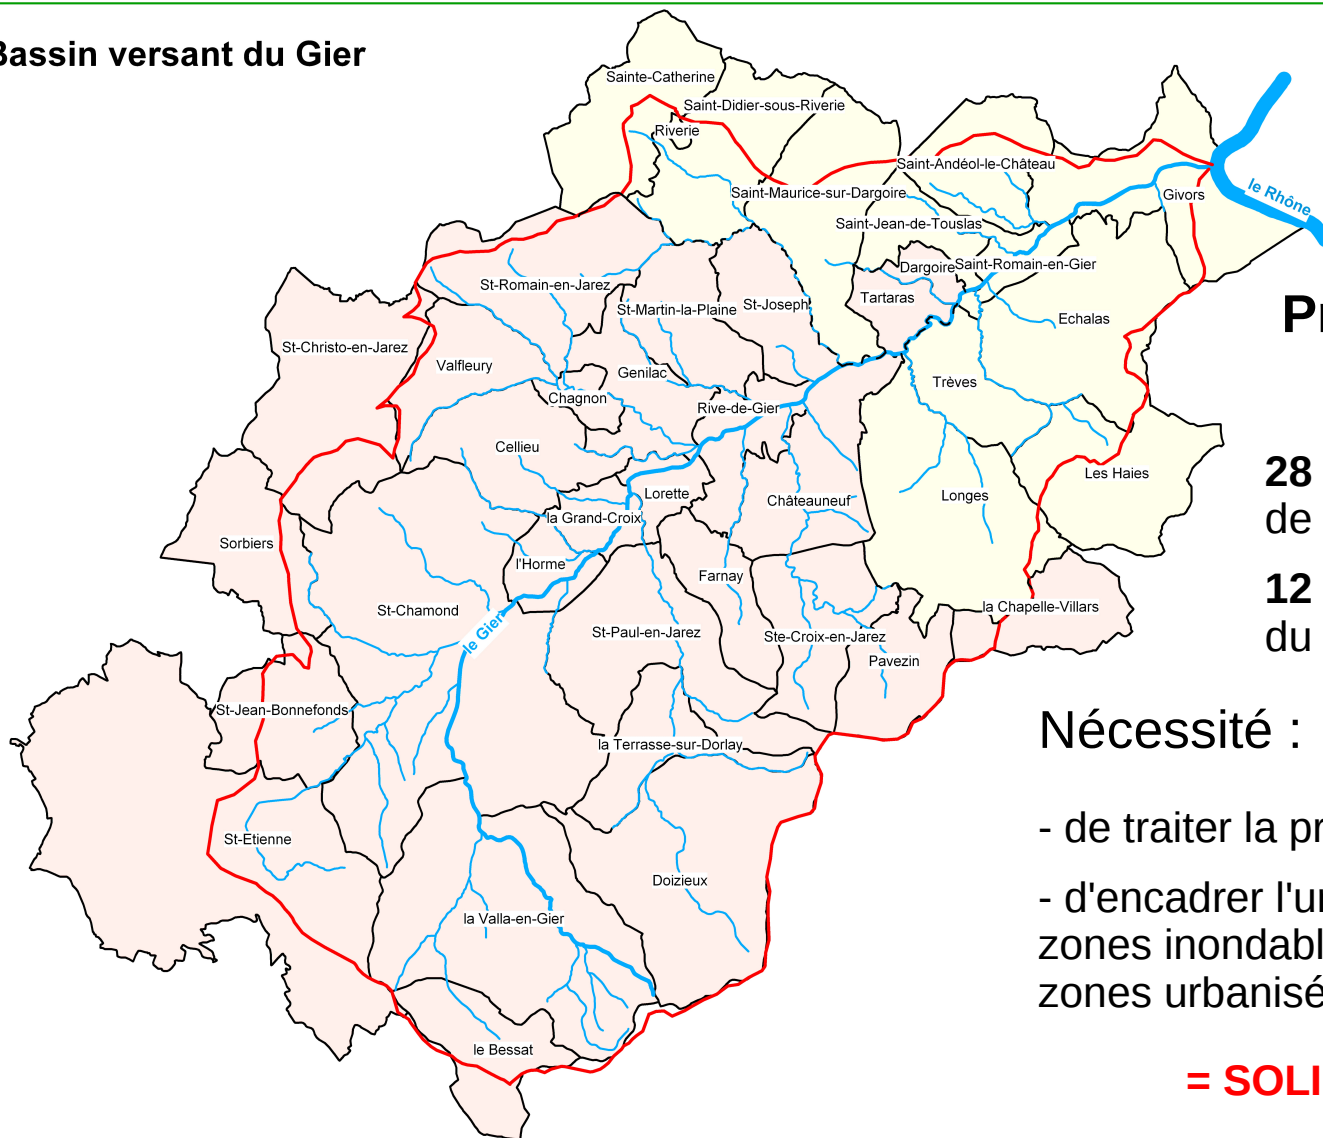 Bassin versant du Gier
Sainte-Catherine
Saint-Didier-sous-Riverie
Riverie
Saint-Andéol-le-Château
Saint-Maurice-sur-Dargoire
Givors
le Rhône
Saint-Jean-de-Touslas
Dargoire
Saint-Romain-en-Gier
St-Romain-en-Jarez
Tartaras
St-Martin-la-Plaine
St-Joseph
Echalas
St-Christo-en-Jarez
Valfleury
Genilac
Trèves
Chagnon
Rive-de-Gier
Cellieu
Les Haies
Lorette
Longes
Châteauneuf
la Grand-Croix
Sorbiers
l'Horme
Farnay
la Chapelle-Villars
St-Chamond
le Gier
St-Paul-en-Jarez
Ste-Croix-en-Jarez
Pavezin
St-Jean-Bonnefonds
la Terrasse-sur-Dorlay
St-Etienne
Doizieux
la Valla-en-Gier
le Bessat
28
de
12
du
Nécessité :
- de traiter la
- d'encadrer
zones
zones
=